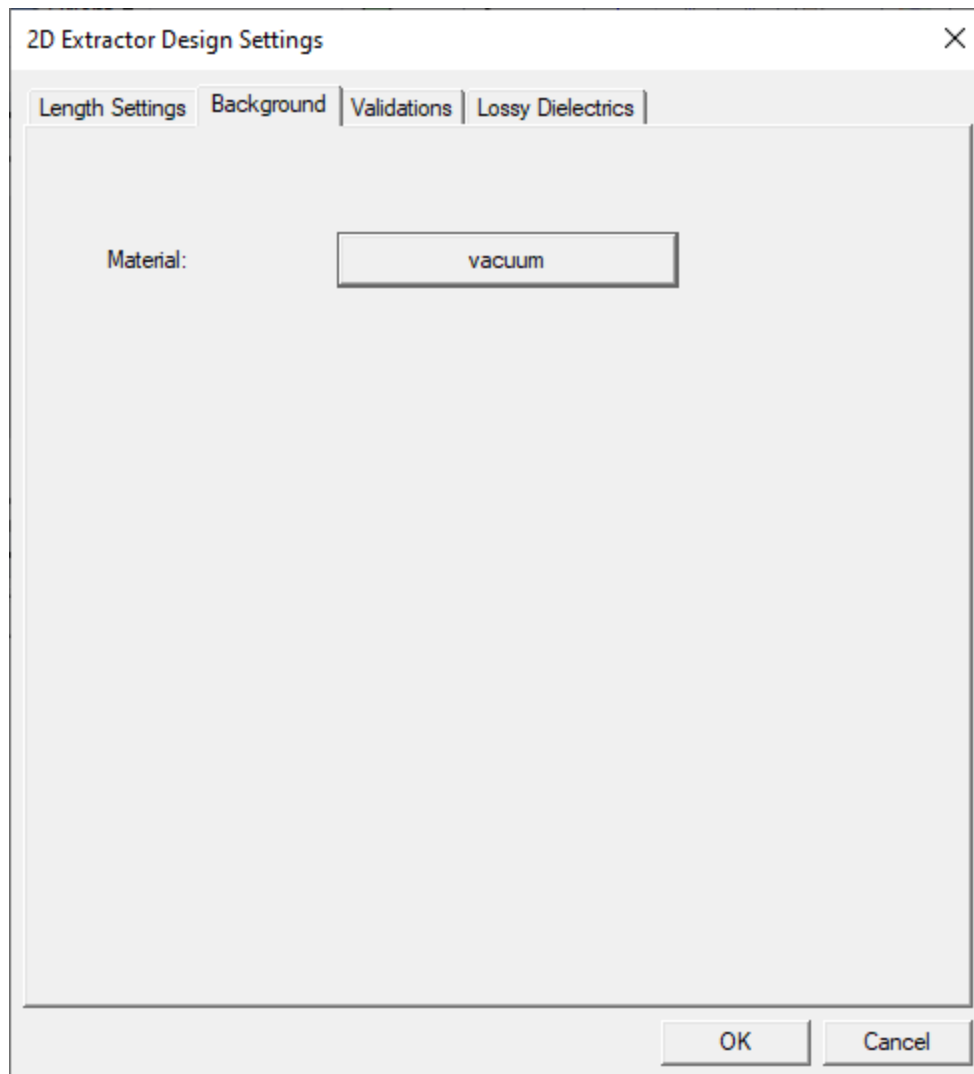 2D Extractor Design Settings
Length Settings Background Validations Lossy Dielectrics
Material: vacuum
OK Cancel